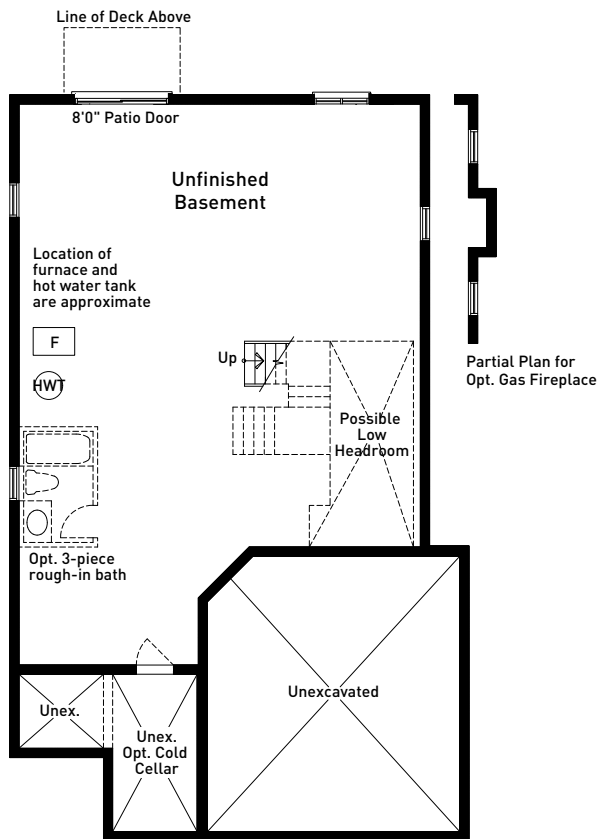 Line of Deck Above
8'0" Patio Door
Unfinished
Basement
Location of
furnace and
hot water tank
are approximate
F
HWT
Up
Possible
Low
Headroom
Partial Plan for
Opt. Gas Fireplace
Opt. 3-piece
rough-in bath
Unexcavated
Unex.
Unex.
Opt. Cold
Cellar